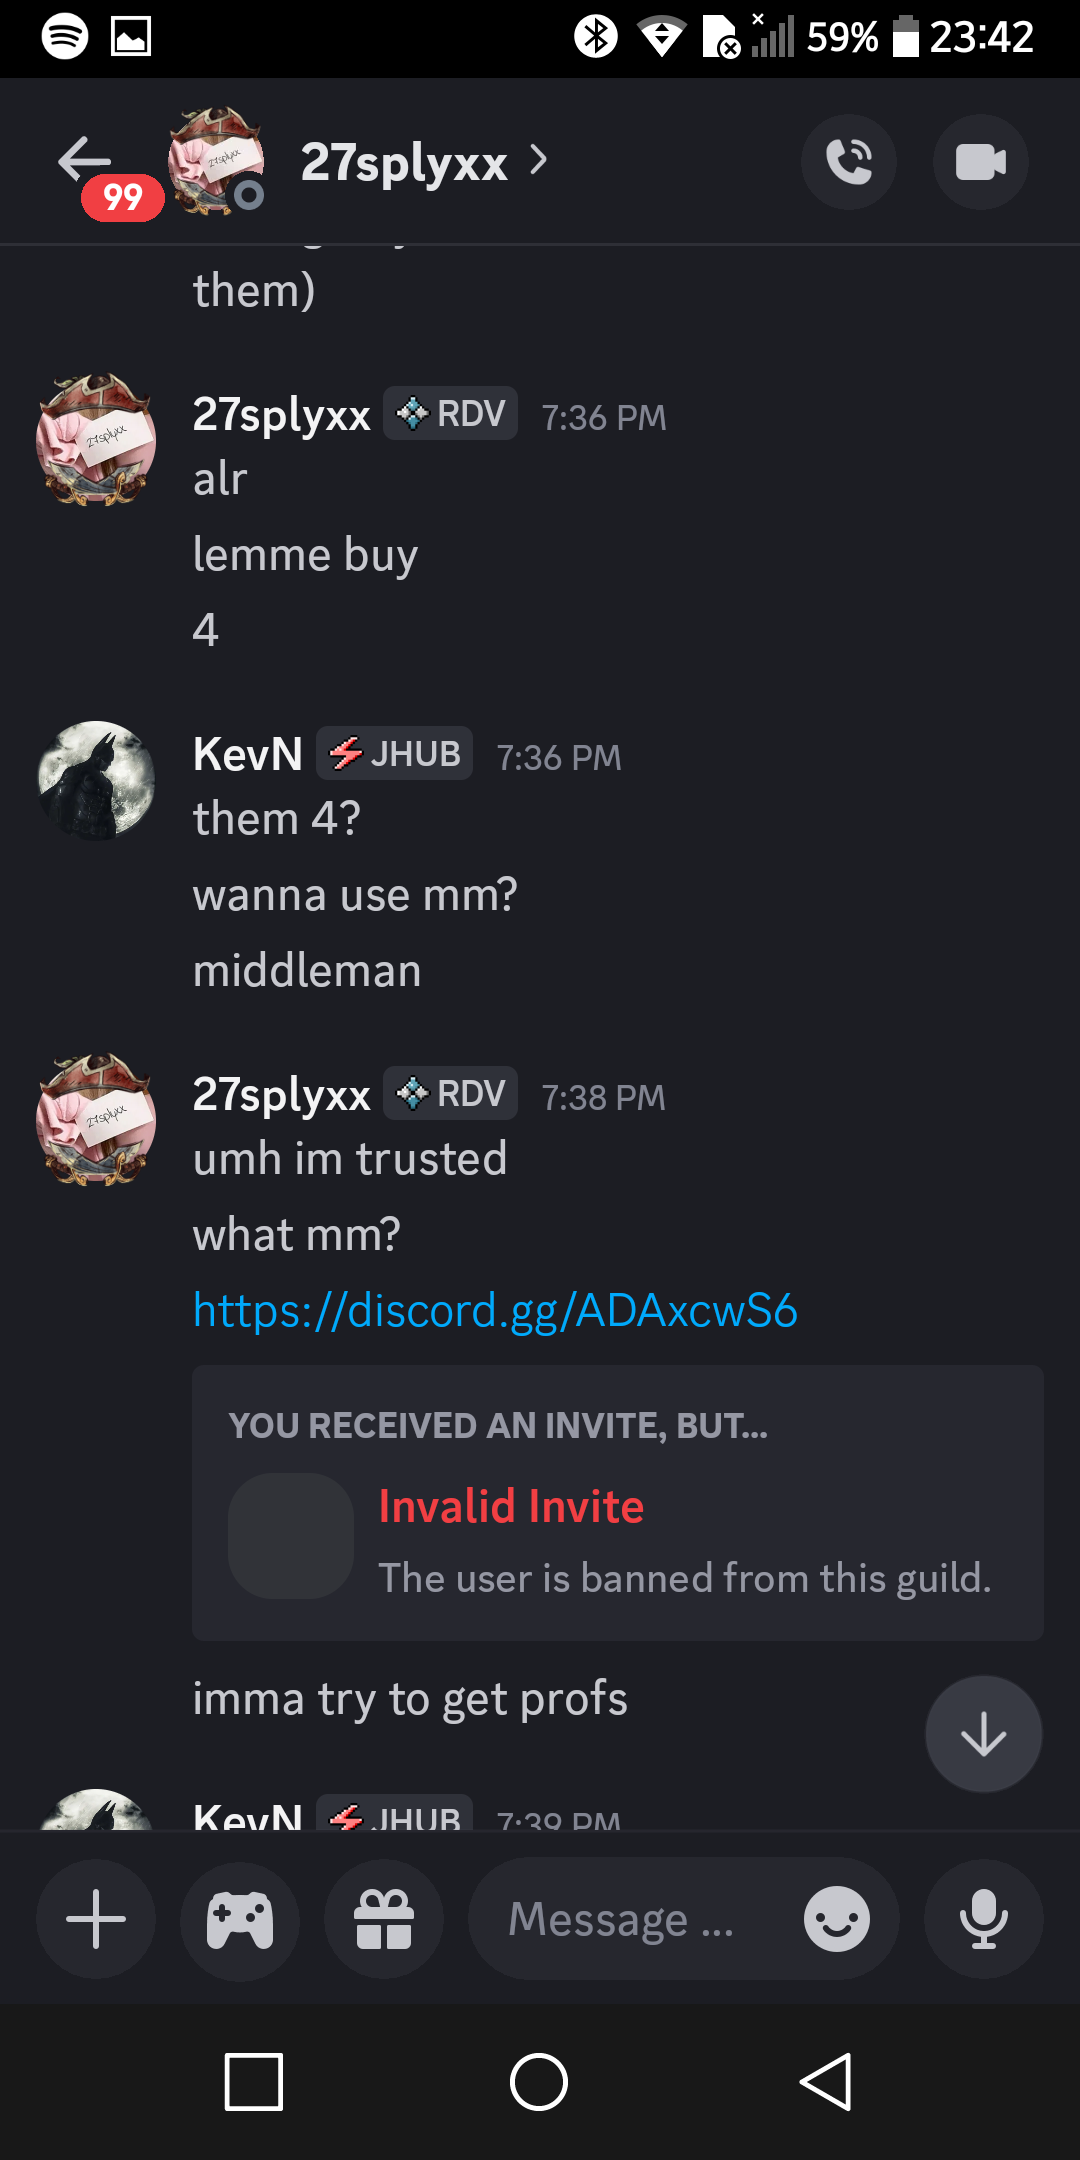 59% 23:42
99
27splyxx
them)
27splyxx RDV 7:36 PM
alr
lemme buy
4
KevN JHUB 7:36 PM
them 4?
wanna use mm?
middleman
27splyxx RDV 7:38 PM
umh im trusted
what mm?
https://discord.gg/ADAxcwS6
YOU RECEIVED AN INVITE, BUT...
Invalid Invite
The user is banned from this guild.
imma try to get profs
KevN JHUB 7:39 PM
Message ...